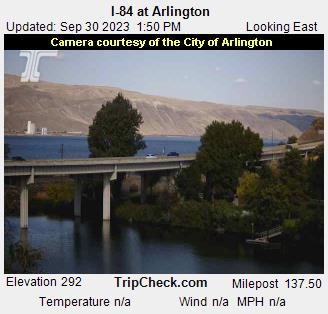 I-84 at Arlington
Updated: Sep 30 2023 1:50 PM Looking East
Camera courtesy of the City of Arlington
Elevation 292 TripCheck.com Milepost 137.50
Temperature n/a Wind n/a MPH n/a